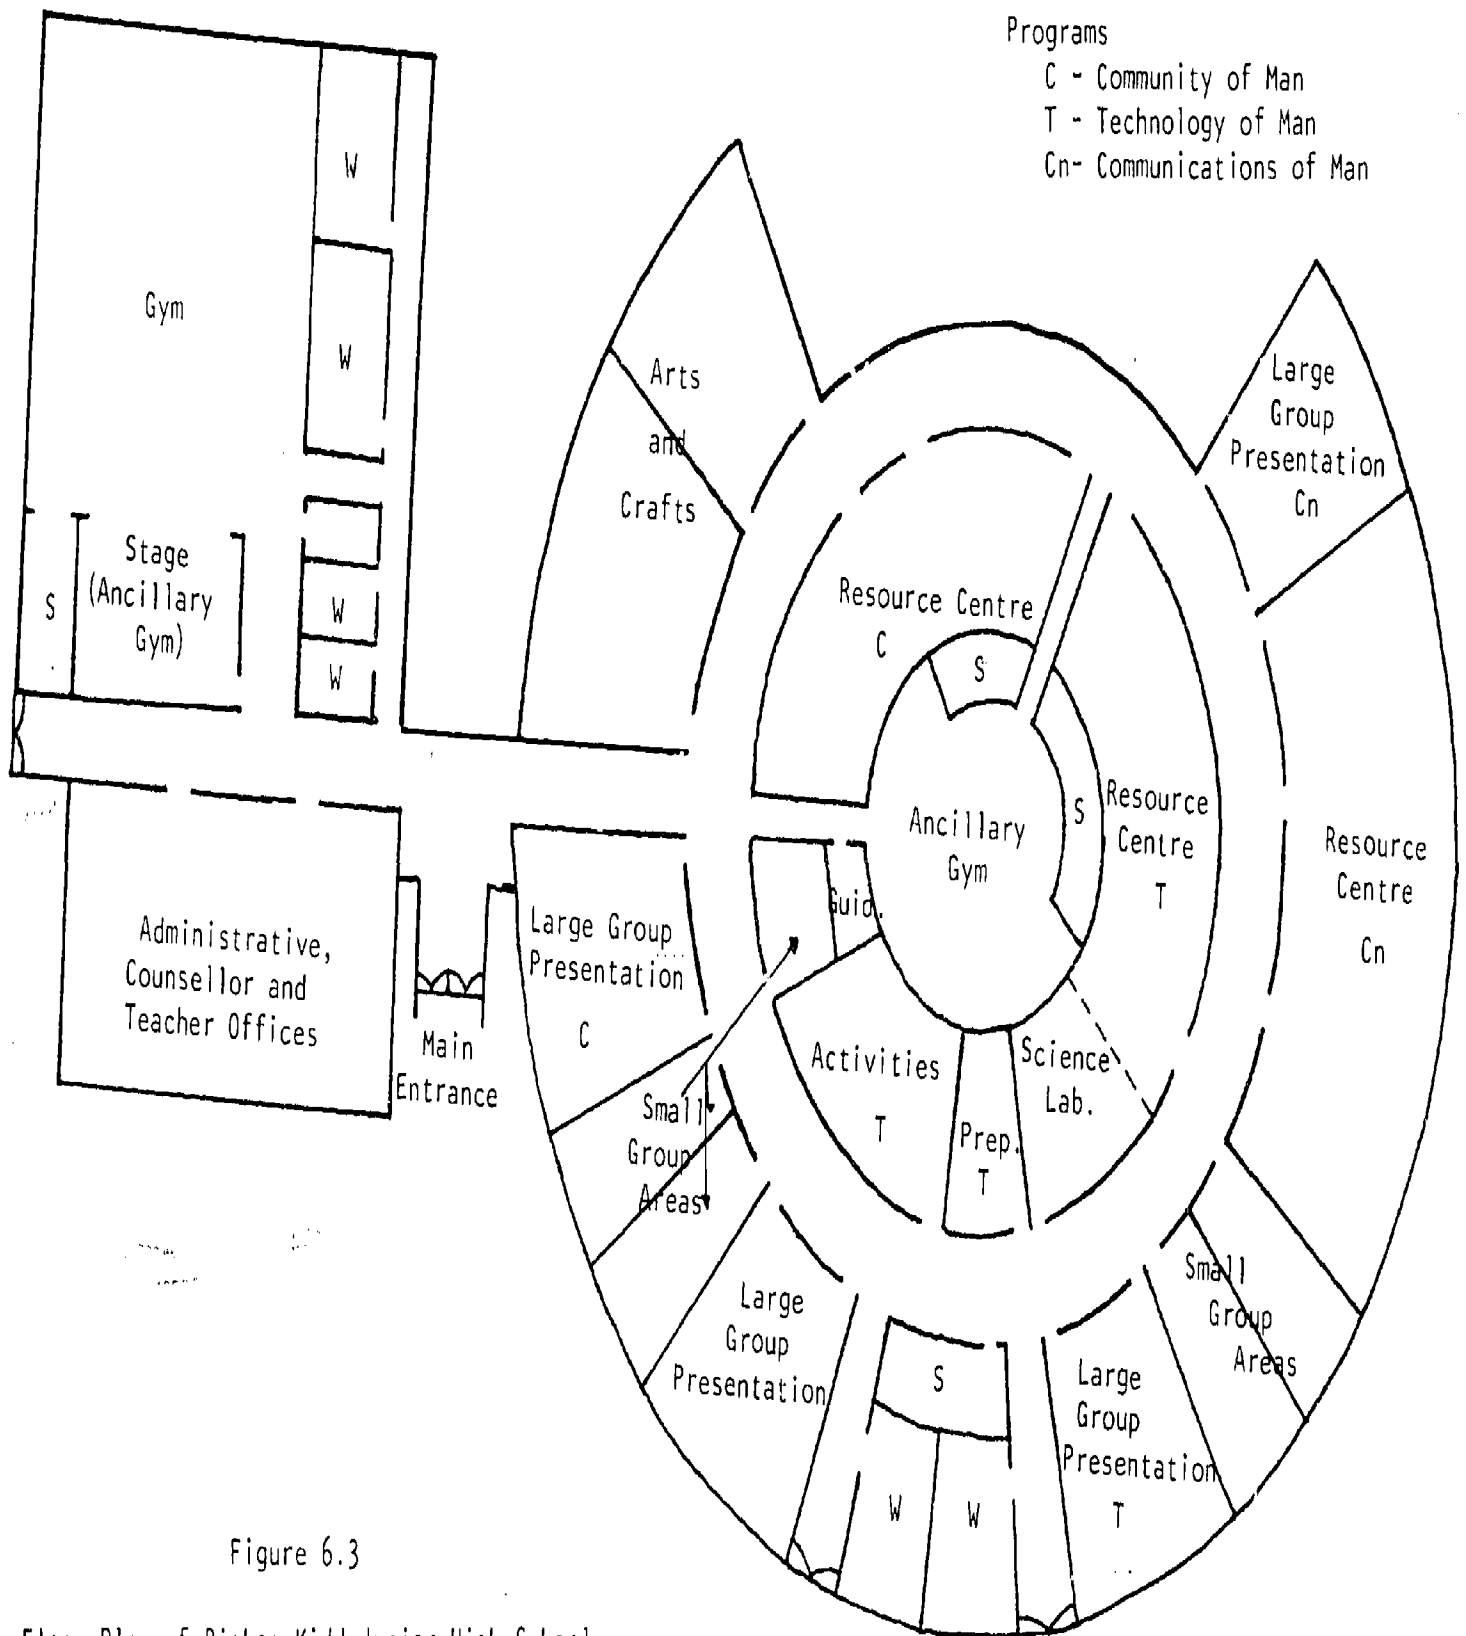 Programs
C - Community of Man
T - Technology of Man
Cn- Communications of Man
W
Gym
W
Arts
and
Crafts
Large
Group
Presentation
Cn
Stage
(Ancillary
Gym)
S
W
W
Resource Centre
C
S
Ancillary
Gym
S
Resource
Centre
T
Resource
Centre
Cn
Guid.
Administrative,
Counsellor and
Teacher Offices
Main
Entrance
Large Group
Presentation
C
Activities
T
Prep.
T
Science
Lab.
Small
Group
Areas
Large
Group
Presentation
S
W
W
Large
Group
Presentation
T
Small
Group
Areas
Figure 6.3